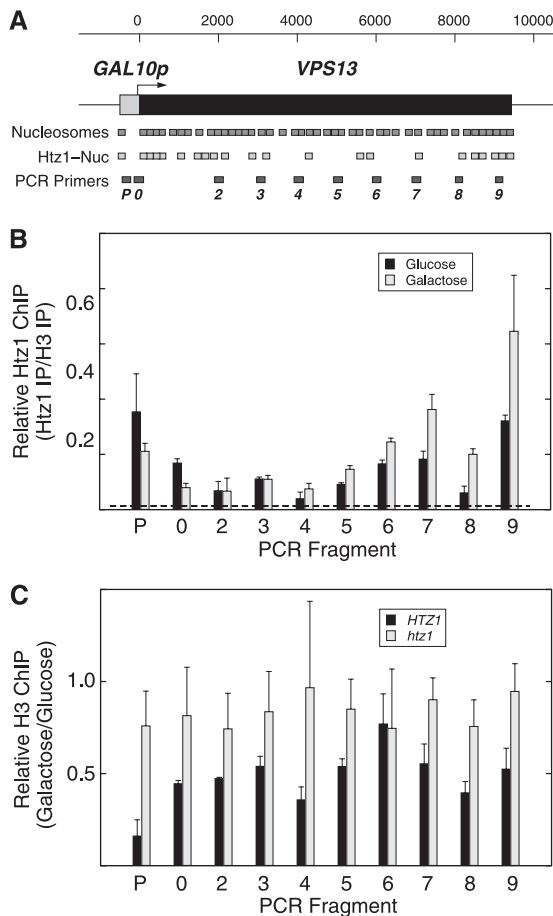 A
0 2000 4000 6000 8000 10000
GAL10p VPS13
Nucleosomes
Htz1–Nuc
PCR Primers
P 0 2 3 4 5 6 7 8 9
B
Glucose
Galactose
Relative Htz1 ChIP
(Htz1 IP/H3 IP)
0.6
0.4
0.2
P 0 2 3 4 5 6 7 8 9
PCR Fragment
C
HTZ1
htz1
Relative H3 ChIP
(Galactose/Glucose)
1.0
0.5
P 0 2 3 4 5 6 7 8 9
PCR Fragment